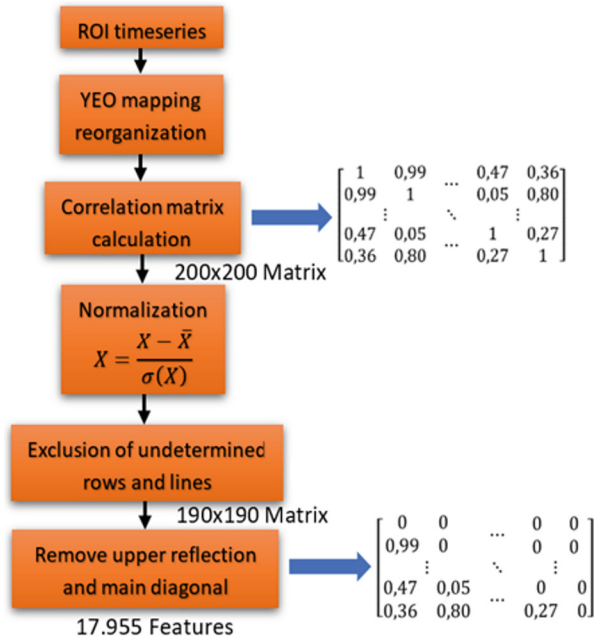 ROI timeseries
YEO mapping
reorganization
Correlation matrix
calculation
1 0,99 ... 0,47 0,36
0,99 1 0,05 0,80
⋮ ⋱ ⋮
0,47 0,05 ... 1 0,27
0,36 0,80 0,27 1
200x200 Matrix
Normalization
X = (X − X̄) / σ(X)
Exclusion of undetermined
rows and lines
190x190 Matrix
Remove upper reflection
and main diagonal
0 0 ... 0 0
0,99 0 0 0
⋮ ⋱ ⋮
0,47 0,05 ... 0 0
0,36 0,80 0,27 0
17.955 Features